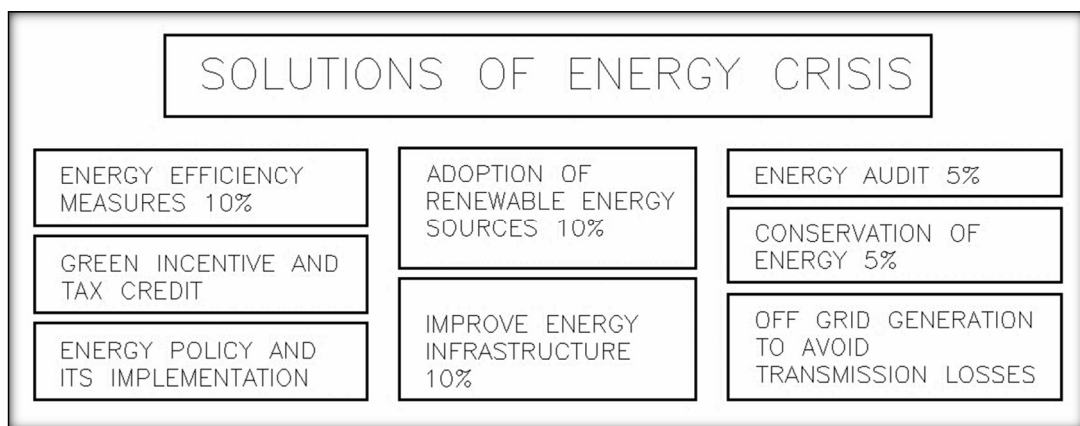 SOLUTIONS OF ENERGY CRISIS
ENERGY EFFICIENCY
MEASURES 10%
GREEN INCENTIVE AND
TAX CREDIT
ENERGY POLICY AND
ITS IMPLEMENTATION
ADOPTION OF
RENEWABLE ENERGY
SOURCES 10%
IMPROVE ENERGY
INFRASTRUCTURE
10%
ENERGY AUDIT 5%
CONSERVATION OF
ENERGY 5%
OFF GRID GENERATION
TO AVOID
TRANSMISSION LOSSES